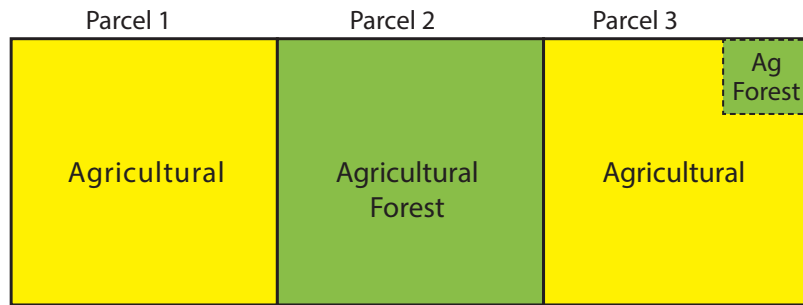 Parcel 1
Parcel 2
Parcel 3
Ag
Forest
Agricultural
Agricultural
Forest
Agricultural